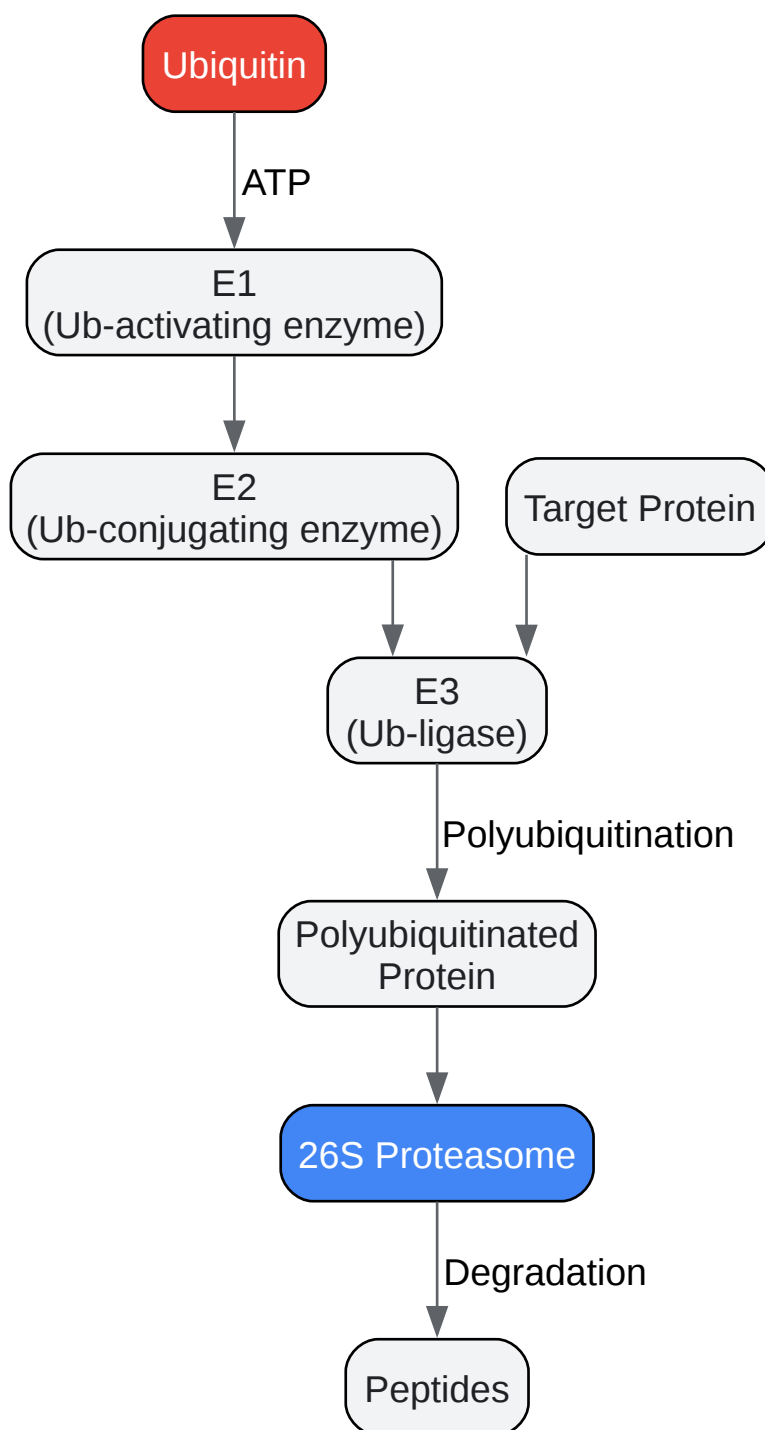 Ubiquitin
ATP
E1
(Ub-activating enzyme)
E2
(Ub-conjugating enzyme)
Target Protein
E3
(Ub-ligase)
Polyubiquitination
Polyubiquitinated
Protein
26S Proteasome
Degradation
Peptides